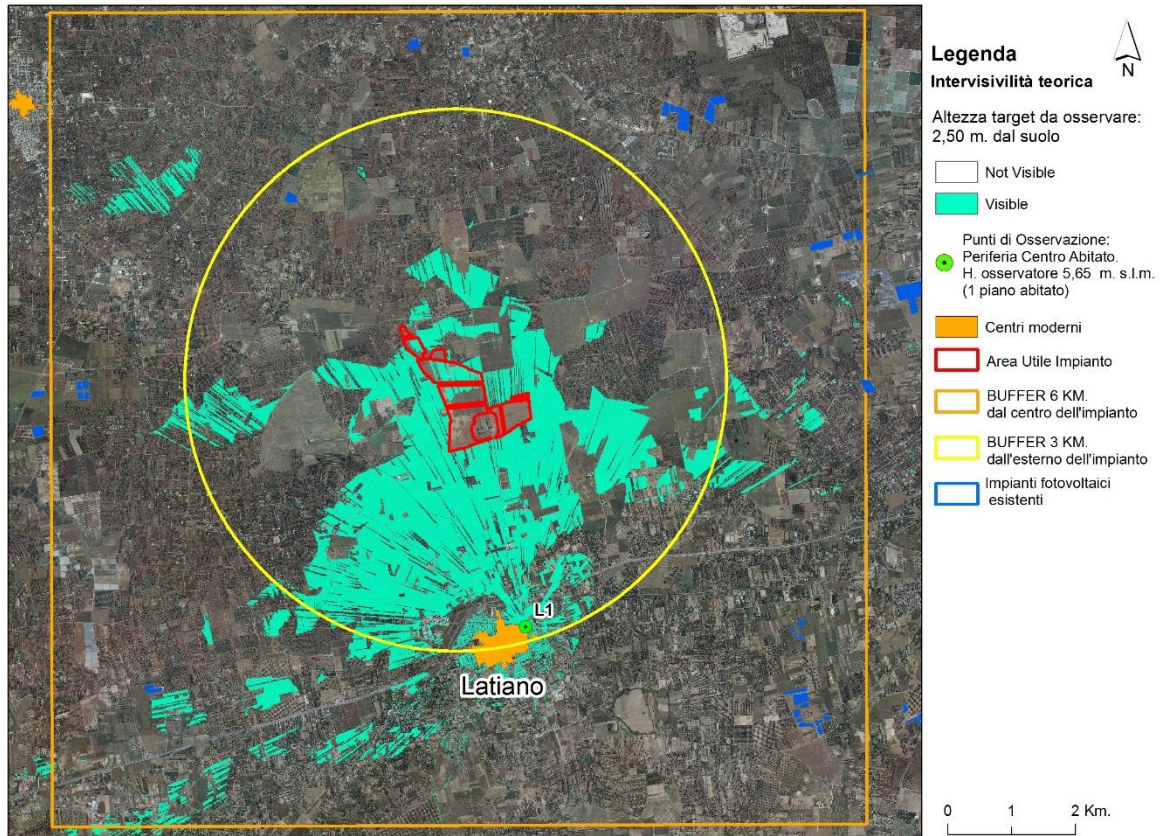 L1
Latiano
Legenda
N
Intervisivilità teorica
Altezza target da osservare:
2,50 m. dal suolo
Not Visible
Visible
Punti di Osservazione:
Periferia Centro Abitato.
H. osservatore 5,65 m. s.l.m.
(1 piano abitato)
Centri moderni
Area Utile Impianto
BUFFER 6 KM.
dal centro dell'impianto
BUFFER 3 KM.
dall'esterno dell'impianto
Impianti fotovoltaici
esistenti
0 1 2 Km.